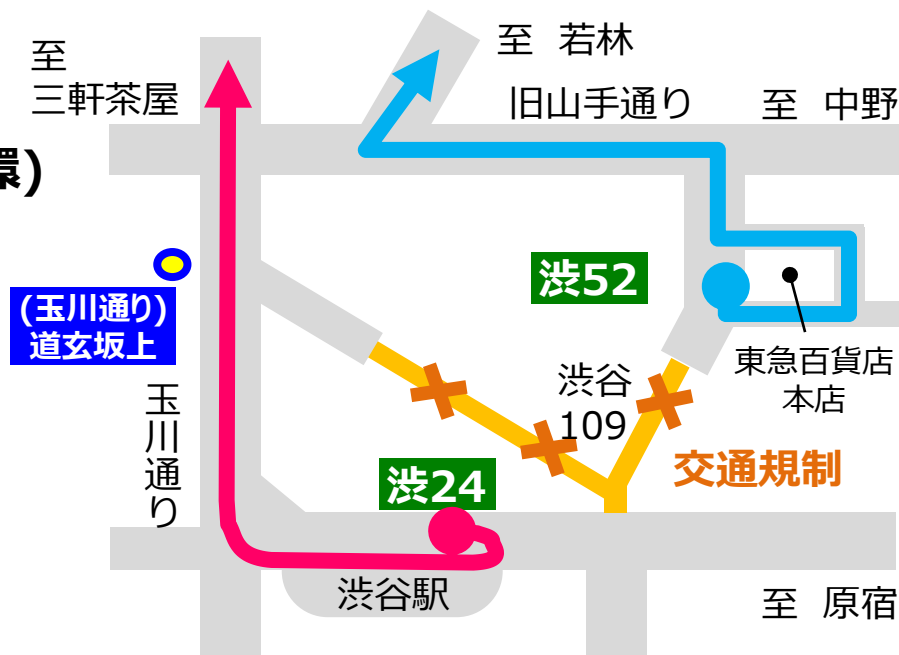 至
三軒茶屋
至 若林
旧山手通り
至 中野
環)
渋52
(玉川通り)
道玄坂上
東急百貨店
本店
渋谷
109
玉川通り
交通規制
渋24
渋谷駅
至 原宿